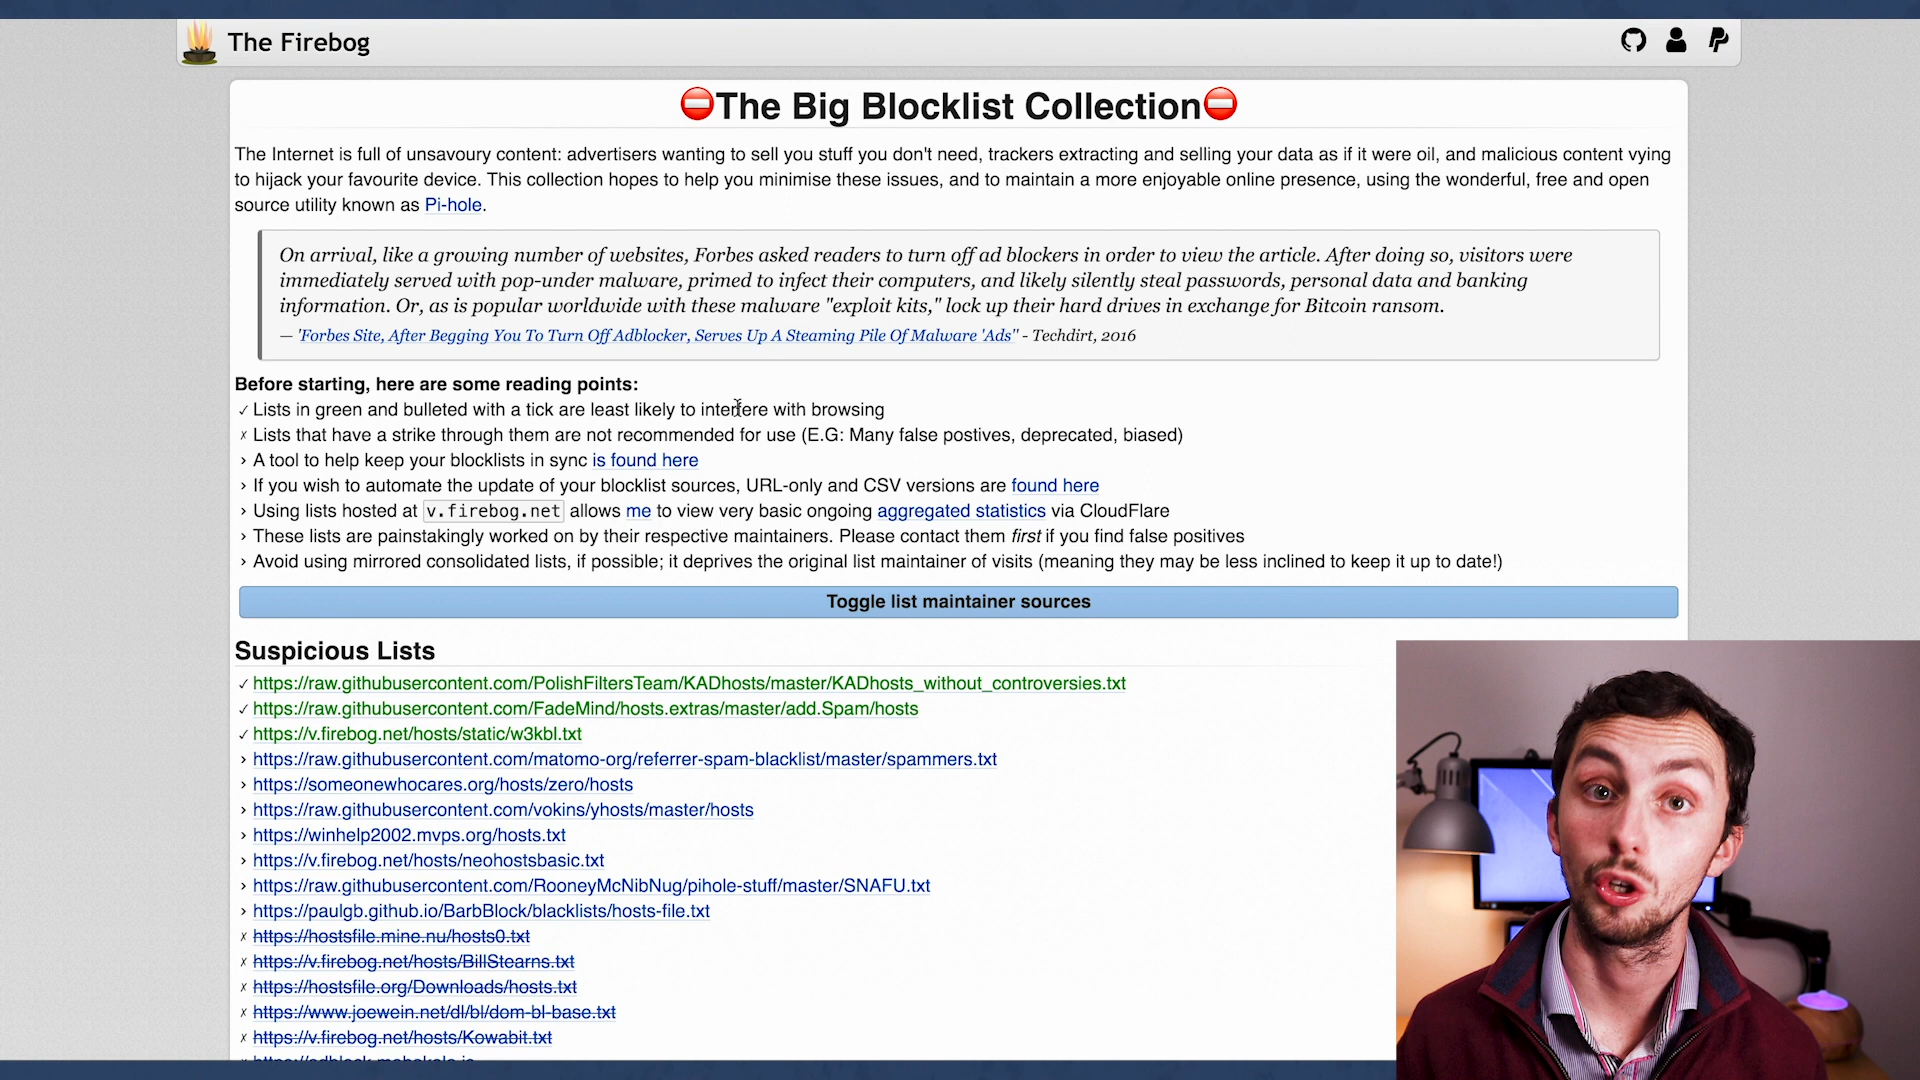 The Firebog
The Big Blocklist Collection
The Internet is full of unsavoury content: advertisers wanting to sell you stuff you don't need, trackers extracting and selling your data as if it were oil, and malicious content vying
to hijack your favourite device. This collection hopes to help you minimise these issues, and to maintain a more enjoyable online presence, using the wonderful, free and open
source utility known as Pi-hole.
On arrival, like a growing number of websites, Forbes asked readers to turn off ad blockers in order to view the article. After doing so, visitors were
immediately served with pop-under malware, primed to infect their computers, and likely silently steal passwords, personal data and banking
information. Or, as is popular worldwide with these malware "exploit kits," lock up their hard drives in exchange for Bitcoin ransom.
— 'Forbes Site, After Begging You To Turn Off Adblocker, Serves Up A Steaming Pile Of Malware 'Ads'' - Techdirt, 2016
Before starting, here are some reading points:
✓ Lists in green and bulleted with a tick are least likely to interfere with browsing
✗ Lists that have a strike through them are not recommended for use (E.G: Many false postives, deprecated, biased)
› A tool to help keep your blocklists in sync is found here
› If you wish to automate the update of your blocklist sources, URL-only and CSV versions are found here
› Using lists hosted at v.firebog.net allows me to view very basic ongoing aggregated statistics via CloudFlare
› These lists are painstakingly worked on by their respective maintainers. Please contact them first if you find false positives
› Avoid using mirrored consolidated lists, if possible; it deprives the original list maintainer of visits (meaning they may be less inclined to keep it up to date!)
Toggle list maintainer sources
Suspicious Lists
✓ https://raw.githubusercontent.com/PolishFiltersTeam/KADhosts/master/KADhosts_without_controversies.txt
✓ https://raw.githubusercontent.com/FadeMind/hosts.extras/master/add.Spam/hosts
✓ https://v.firebog.net/hosts/static/w3kbl.txt
› https://raw.githubusercontent.com/matomo-org/referrer-spam-blacklist/master/spammers.txt
› https://someonewhocares.org/hosts/zero/hosts
› https://raw.githubusercontent.com/vokins/yhosts/master/hosts
› https://winhelp2002.mvps.org/hosts.txt
› https://v.firebog.net/hosts/neohostsbasic.txt
› https://raw.githubusercontent.com/RooneyMcNibNug/pihole-stuff/master/SNAFU.txt
› https://paulgb.github.io/BarbBlock/blacklists/hosts-file.txt
✗ https://hostsfile.mine.nu/hosts0.txt
✗ https://v.firebog.net/hosts/BillStearns.txt
✗ https://hostsfile.org/Downloads/hosts.txt
✗ https://www.joewein.net/dl/bl/dom-bl-base.txt
✗ https://v.firebog.net/hosts/Kowabit.txt